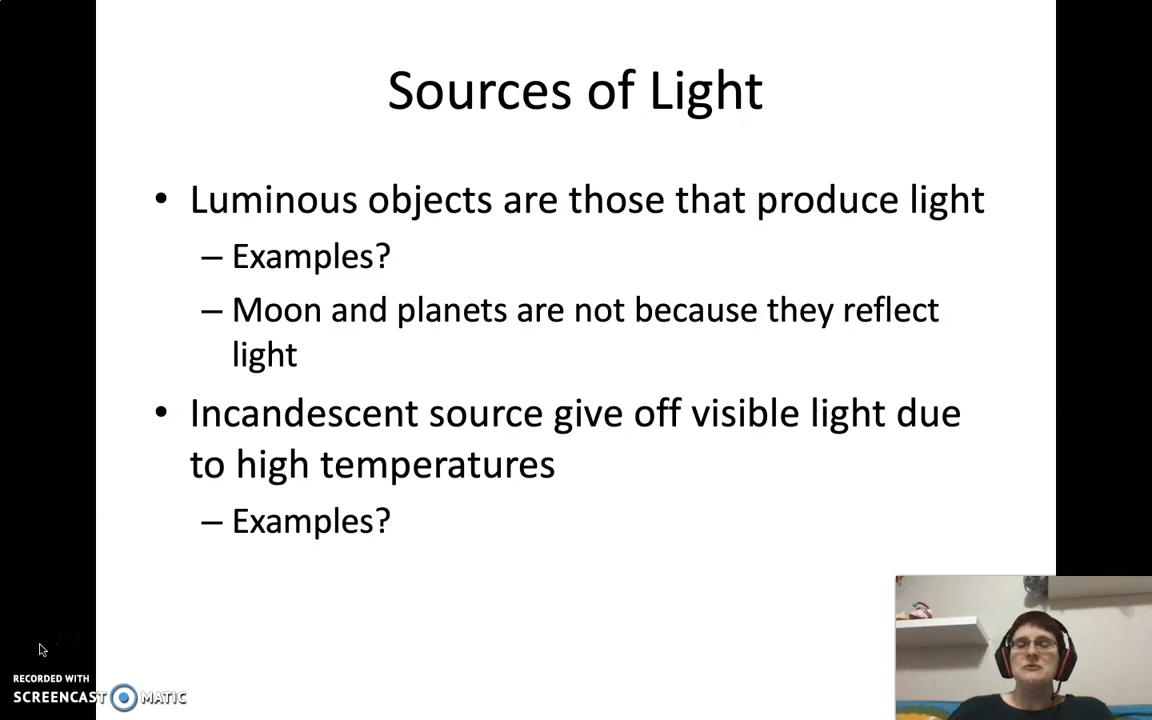 Sources of Light
• Luminous objects are those that produce light
– Examples?
– Moon and planets are not because they reflect
light
• Incandescent source give off visible light due
to high temperatures
– Examples?
RECORDED WITH
SCREENCAST MATIC